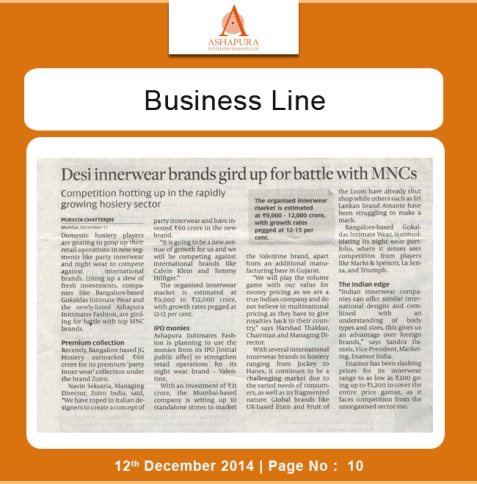 ASHAPURA
INTIMATES FASHION LTD
Business Line
Desi innerwear brands gird up for battle with MNCs
Competition hotting up in the rapidly
growing hosiery sector
PURVITA CHATTERJEE
Mumbai, December 11
Domestic hosiery players
are gearing to prop up their
retail operations in new seg-
ments like party innerwear
and night wear to compete
against international
brands. Lining up a slew of
fresh investments, compa-
nies like Bangalore-based
Gokaldas Intimate Wear and
the newly-listed Ashapura
Intimates Fashion, are gird-
ing for battle with top MNC
brands.
Premium collection
Recently, Bangalore based JG
Hosiery earmarked ₹60
crore for its premium 'party
Inner wear' collection under
the brand Zoiro.
Navin Seksaria, Managing
Director, Zoiro India, said,
"We have roped in Italian de-
signers to create a concept of
party innerwear and have in-
vested ₹60 crore in the new
brand.
"It is going to be a new ave-
nue of growth for us and we
will be competing against
international brands like
Calvin Klein and Tommy
Hilfinger."
The organised innerwear
market is estimated at
₹9,000 to ₹12,000 crore,
with growth rates pegged at
12-15 per cent.
IPO monies
Ashapura Initimates Fash-
ion is planning to use the
monies from its IPO [initial
public offer] to strengthen
retail operations for its
night wear brand - Valen-
tine.
With an investment of ₹11
crore, the Mumbai-based
company is setting up 10
standalone stores to market
The organised innerwear
market is estimated
at ₹9,000 - 12,000 crore,
with growth rates
pegged at 12-15 per
cent.
the Valentine brand, apart
from an additional manu-
facturing base in Gujarat.
"We will play the volume
game with our value for
money pricing as we are a
true Indian company and do
not believe in multinational
pricing as they have to give
royalties back to their coun-
try," says Harshad Thakkur,
Chairman and Managing Di-
rector.
With several international
innerwear brands in hosiery
ranging from Jockey to
Hanes, it continues to be a
challenging market due to
the varied needs of consum-
ers, as well as its fragmented
nature. Global brands like
UK-based Etam and Fruit of
the Loom have already shut
shop while others such as Sri
Lankan brand Amante have
been struggling to make a
mark.
Bangalore-based Gokal-
das Intimate Wear, is consol-
idating its night wear port-
folio, where it senses
competition from players
like Marks & Spencer, La Sen-
za, and Triumph.
The Indian edge
"Indian innerwear compa-
nies can offer similar inter-
national designs and com-
bined with an
understanding of body
types and sizes, this gives us
an advantage over foreign
brands," says Sandra Da-
niels, Vice-President, Market-
ing, Enamor India.
Enamor has been slashing
prices for its innerwear
range to as low as ₹200 go-
ing up to ₹1,200 to cover the
entire price gamut, as it
faces competition from the
unorganised sector too.
12th December 2014 | Page No : 10